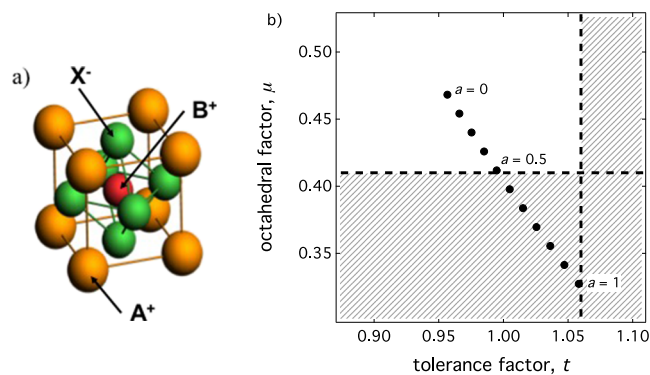 a)
X⁻
B⁺
A⁺
b)
octahedral factor, μ
0.50
0.45
0.40
0.35
a = 0
a = 0.5
a = 1
0.90 0.95 1.00 1.05 1.10
tolerance factor, t